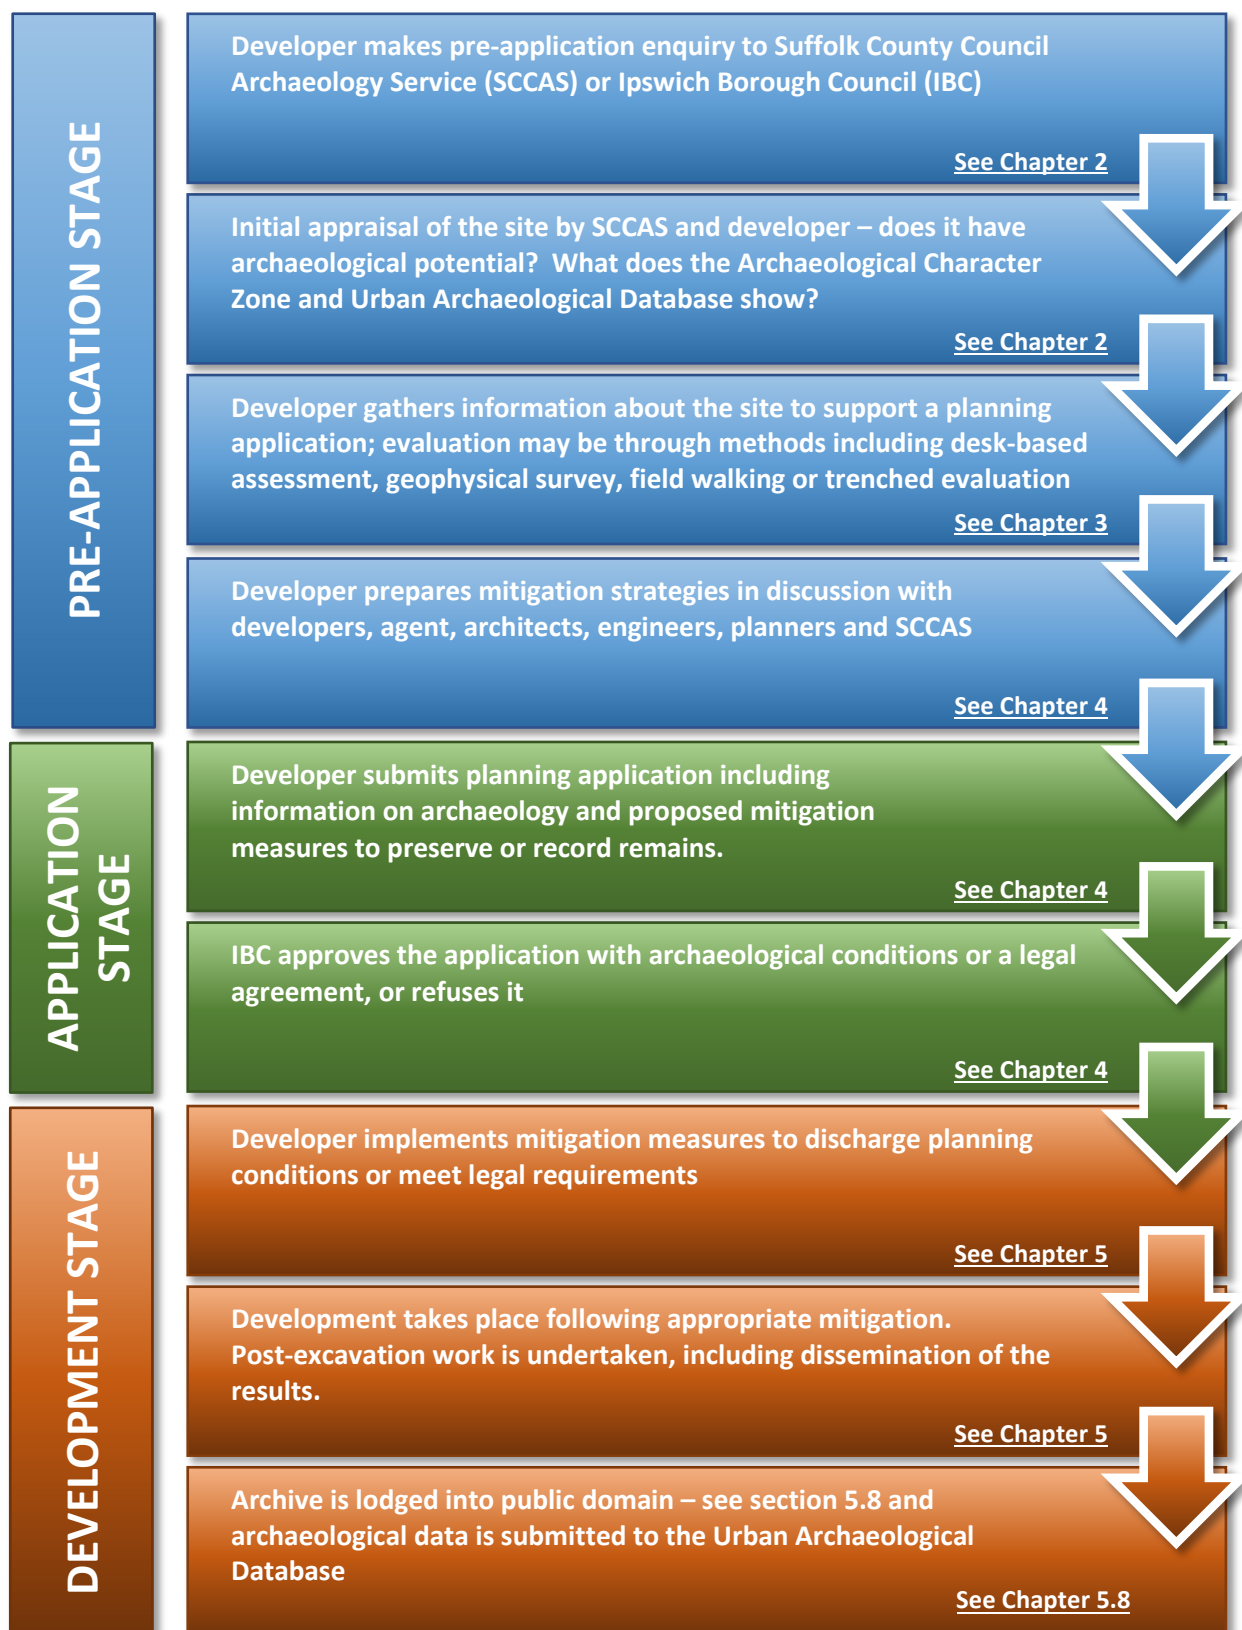 PRE-APPLICATION STAGE
Developer makes pre-application enquiry to Suffolk County Council
Archaeology Service (SCCAS) or Ipswich Borough Council (IBC)
See Chapter 2
Initial appraisal of the site by SCCAS and developer – does it have
archaeological potential?  What does the Archaeological Character
Zone and Urban Archaeological Database show?
See Chapter 2
Developer gathers information about the site to support a planning
application; evaluation may be through methods including desk-based
assessment, geophysical survey, field walking or trenched evaluation
See Chapter 3
Developer prepares mitigation strategies in discussion with
developers, agent, architects, engineers, planners and SCCAS
See Chapter 4
APPLICATION
STAGE
Developer submits planning application including
information on archaeology and proposed mitigation
measures to preserve or record remains.
See Chapter 4
IBC approves the application with archaeological conditions or a legal
agreement, or refuses it
See Chapter 4
DEVELOPMENT STAGE
Developer implements mitigation measures to discharge planning
conditions or meet legal requirements
See Chapter 5
Development takes place following appropriate mitigation.
Post-excavation work is undertaken, including dissemination of the
results.
See Chapter 5
Archive is lodged into public domain – see section 5.8 and
archaeological data is submitted to the Urban Archaeological
Database
See Chapter 5.8